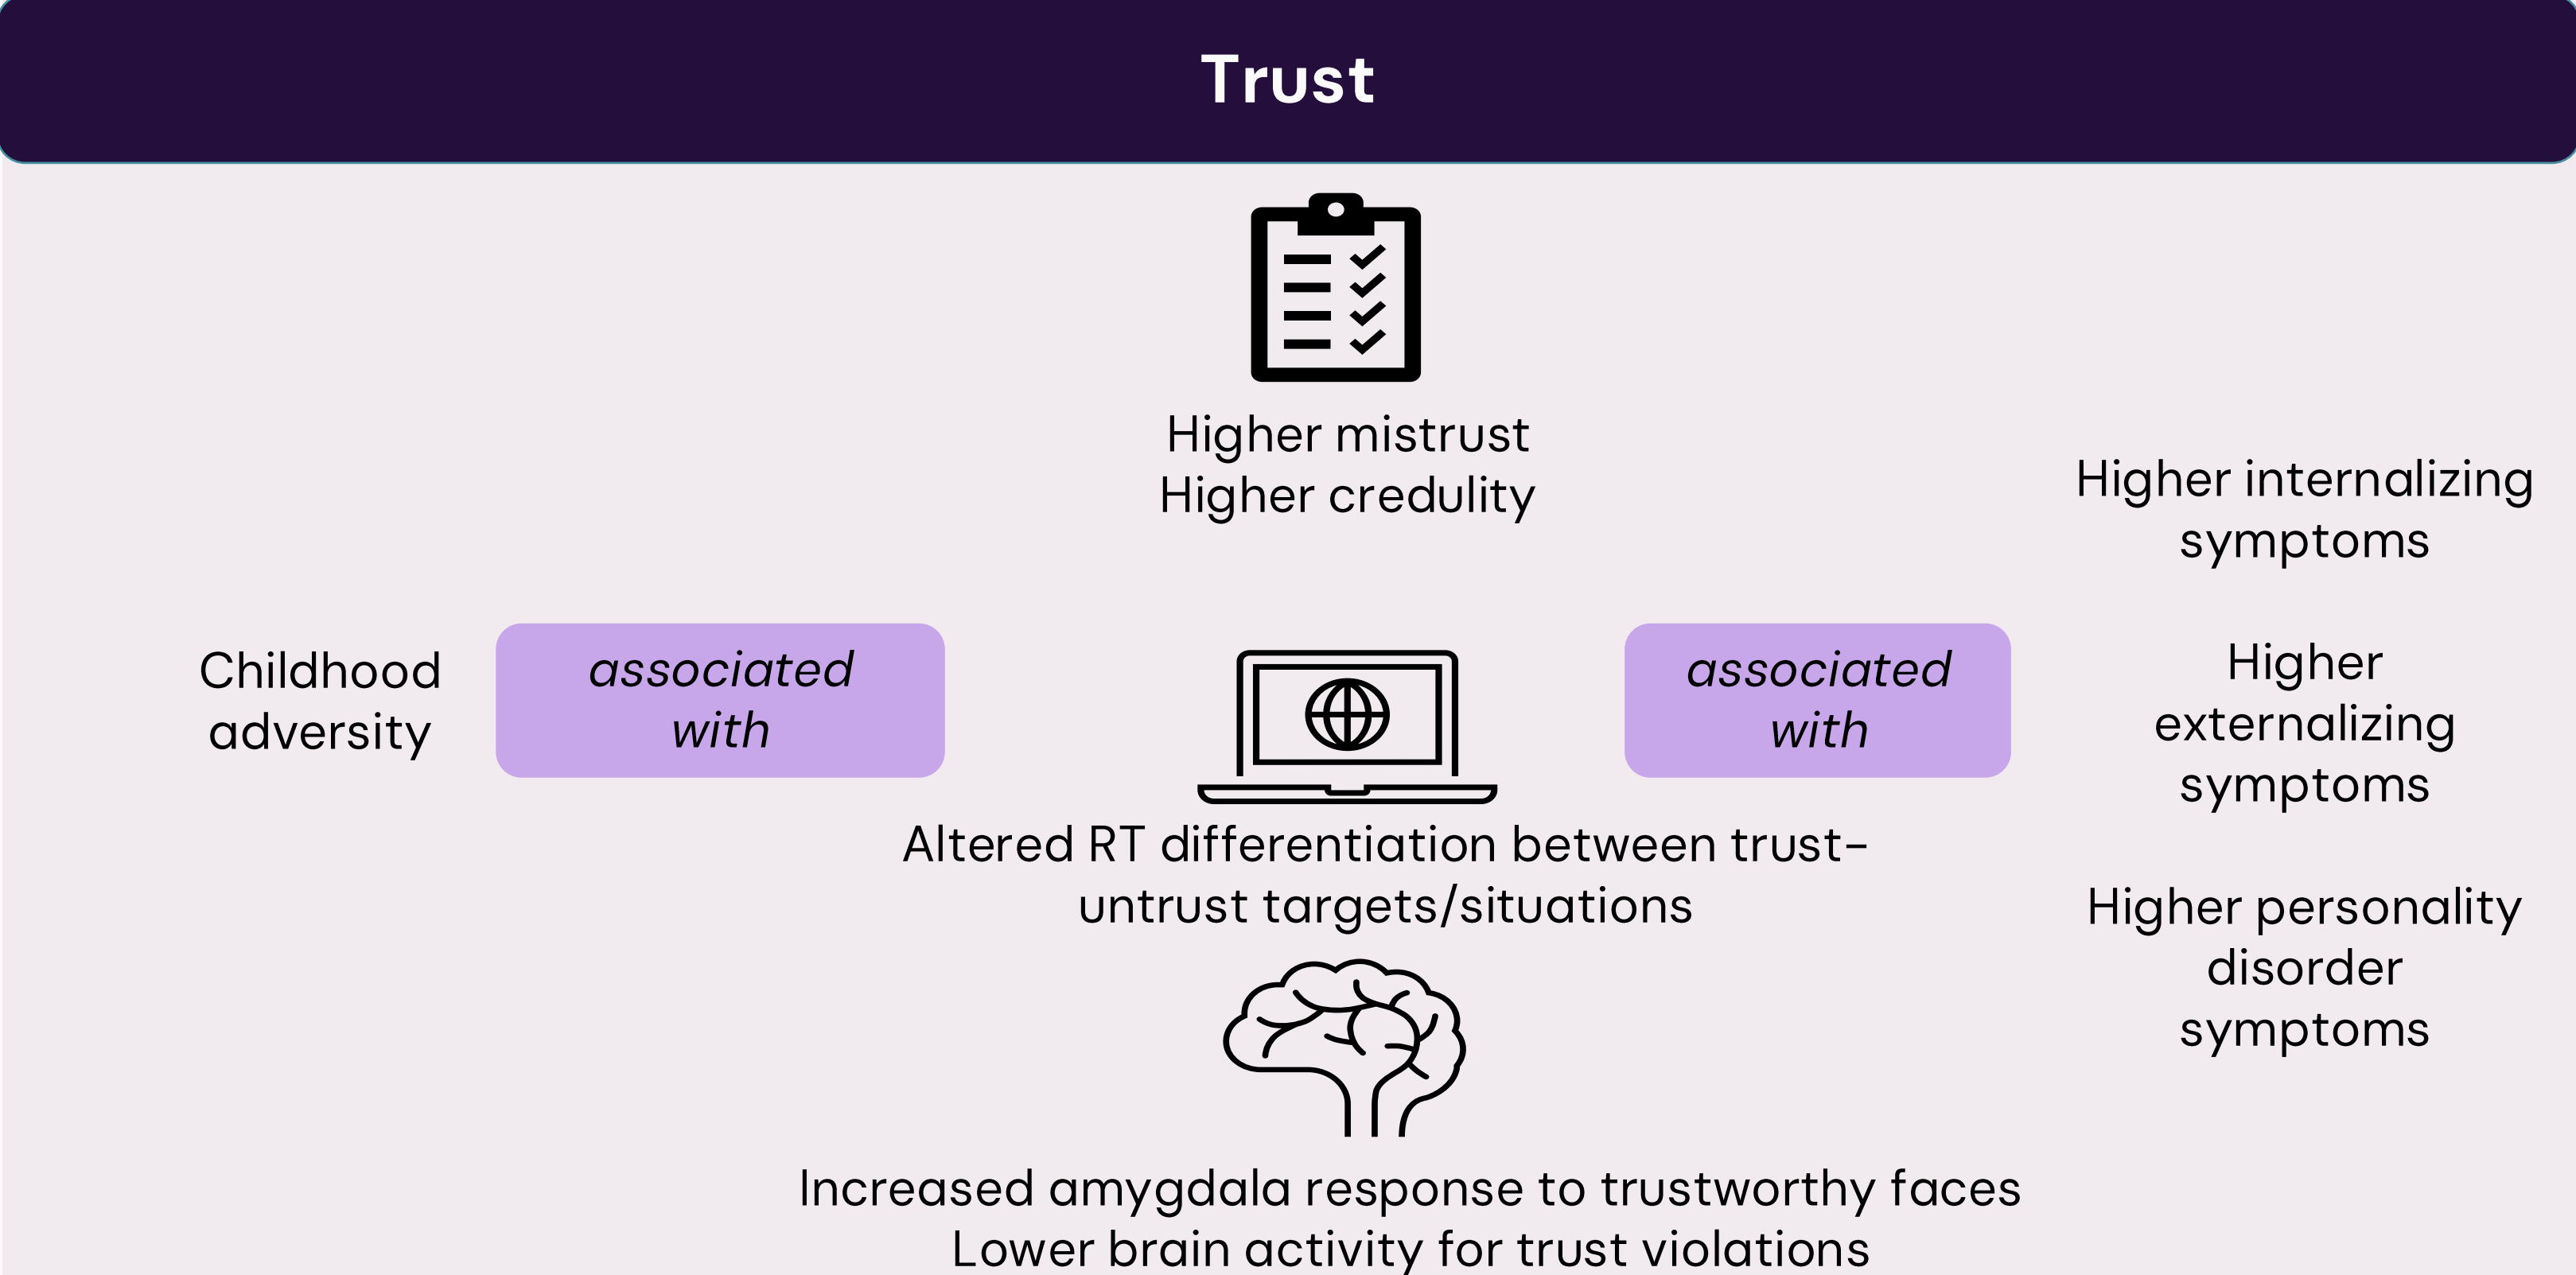 Trust
Higher mistrust
Higher credulity
Childhood
adversity
associated
with
Altered RT differentiation between trust-
untrust targets/situations
Increased amygdala response to trustworthy faces
Lower brain activity for trust violations
associated
with
Higher internalizing
symptoms
Higher
externalizing
symptoms
Higher personality
disorder
symptoms